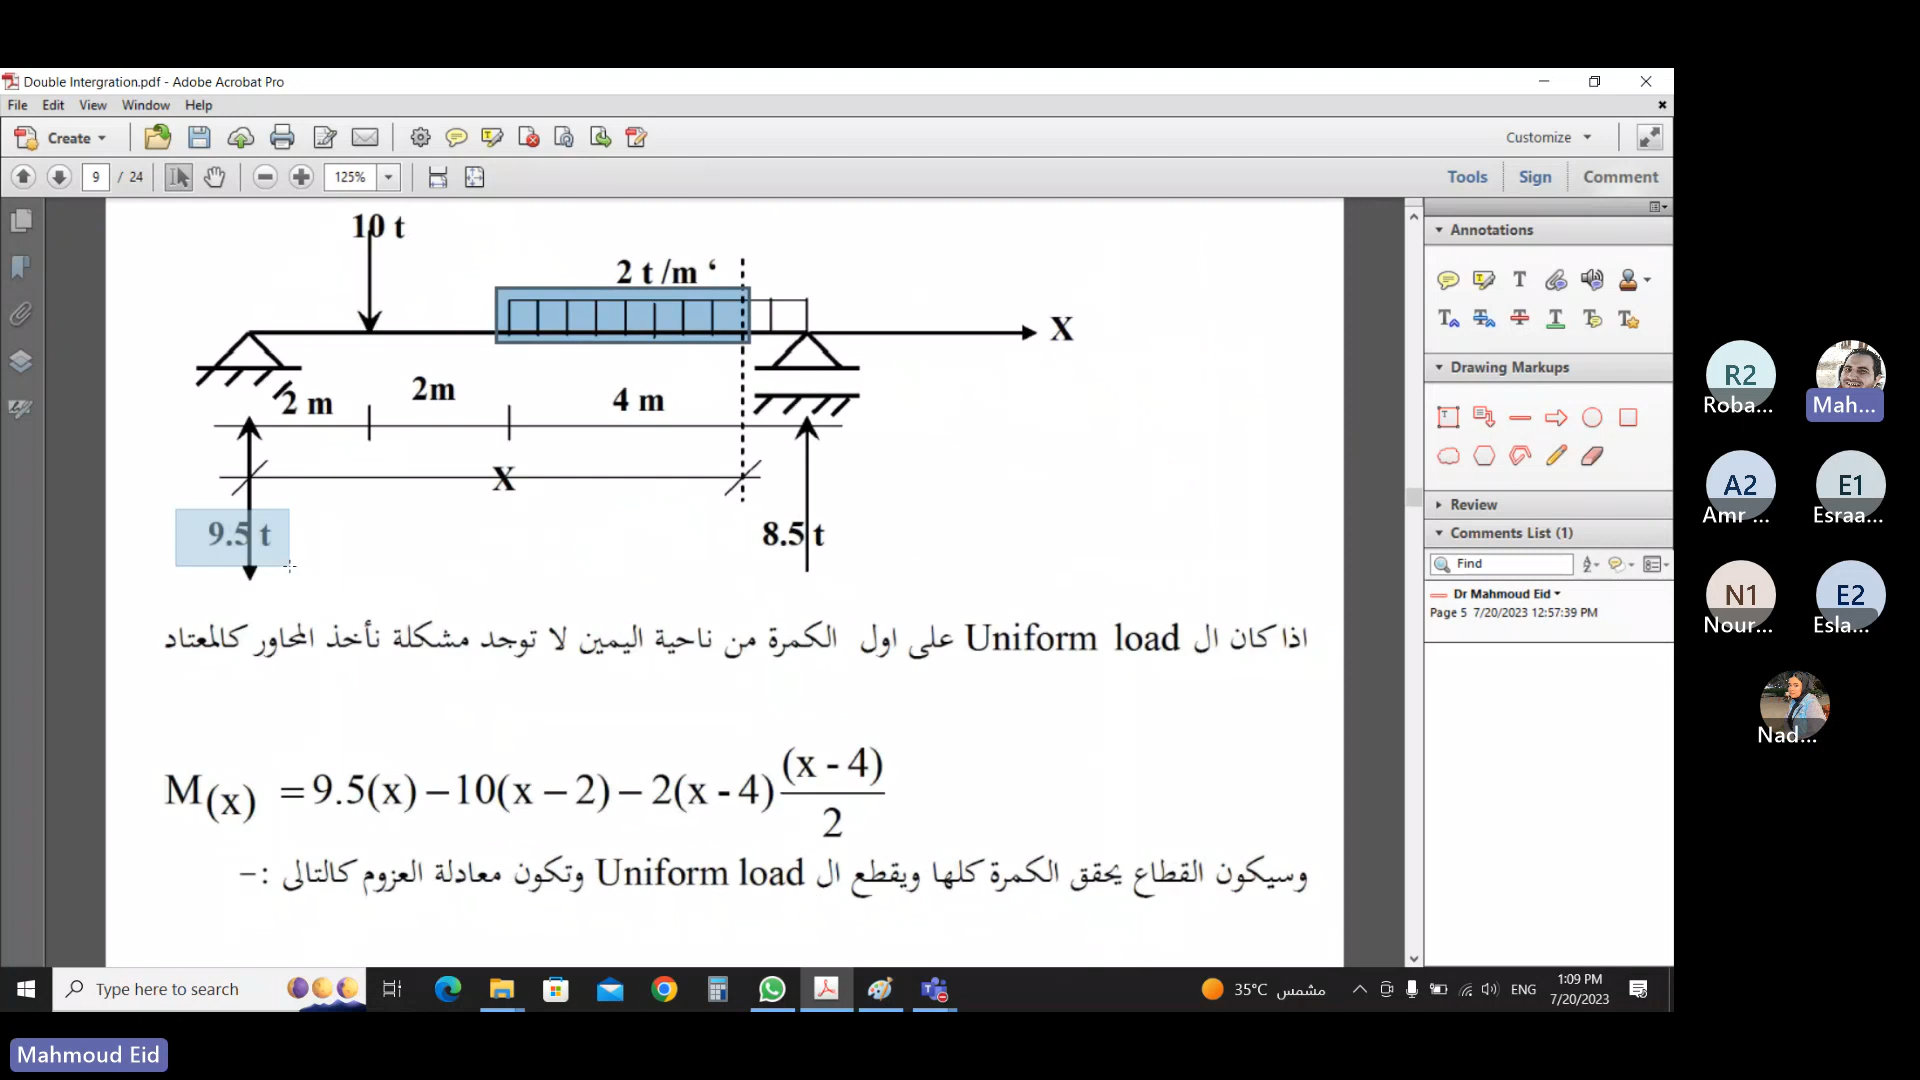 Double Intergration.pdf - Adobe Acrobat Pro
File Edit View Window Help
Create
Customize
9 / 24
125%
Tools Sign Comment
10 t
2 t /m ‘
X
2 m
2m
4 m
X
9.5 t
8.5 t
اذا كان ال Uniform load على اول الكمرة من ناحية اليمين لا توجد مشكلة نأخذ المحاور كالمعتاد
M(x) = 9.5(x) – 10(x – 2) – 2(x - 4) (x - 4)/2
وسيكون القطاع يحقق الكمرة كلها ويقطع ال Uniform load وتكون معادلة العزوم كالتالى :–
Annotations
Drawing Markups
Review
Comments List (1)
Find
Dr Mahmoud Eid
Page 5 7/20/2023 12:57:39 PM
R2
Roba...
Mah...
A2
Amr ...
E1
Esraa...
N1
Nour...
E2
Esla...
Nad...
Type here to search
35°C مشمس
ENG
1:09 PM
7/20/2023
Mahmoud Eid